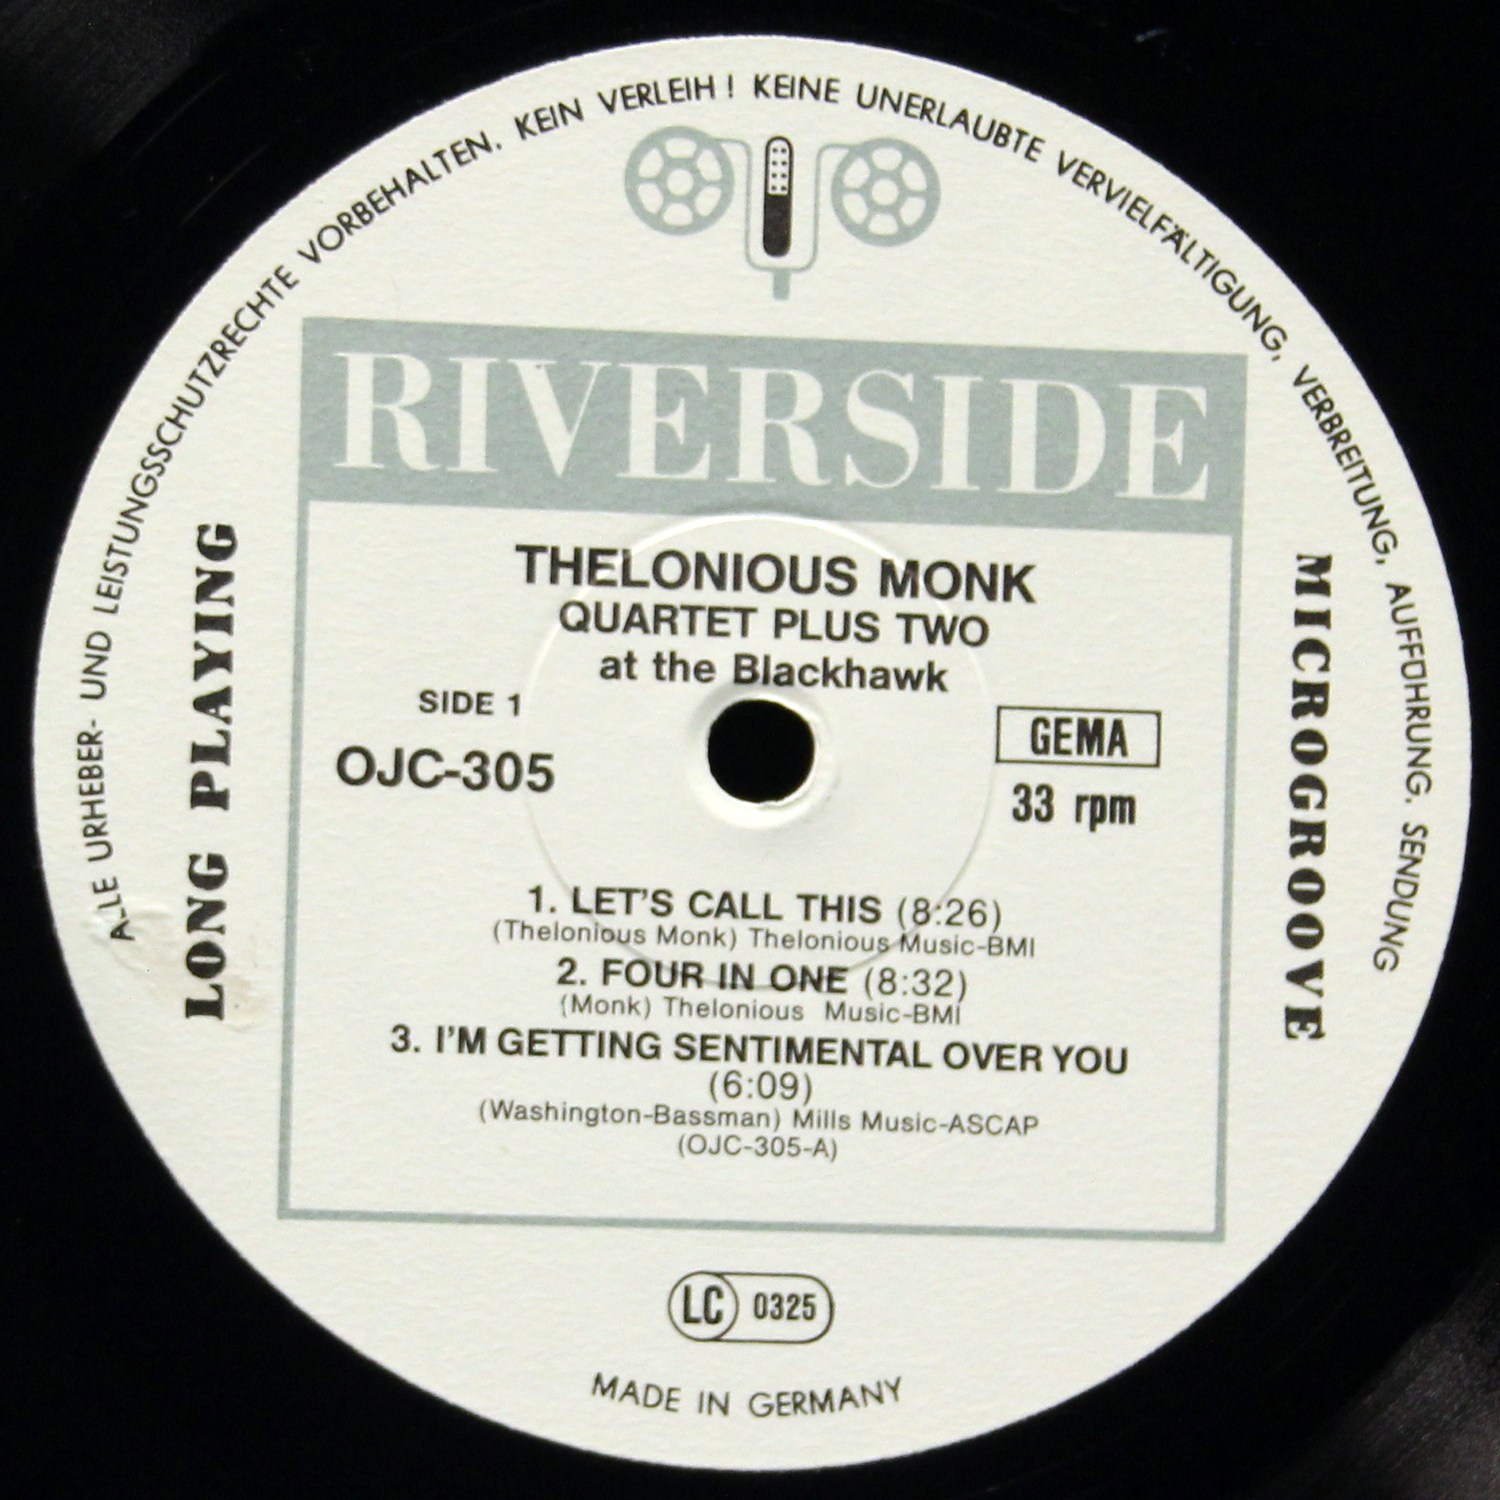 ALLE URHEBER- UND LEISTUNGSSCHUTZRECHTE VORBEHALTEN. KEIN VERLEIH! KEINE UNERLAUBTE VERVIELFÄLTIGUNG, VERBREITUNG, AUFFÜHRUNG, SENDUNG
RIVERSIDE
LONG PLAYING
MICROGROOVE
THELONIOUS MONK
QUARTET PLUS TWO
at the Blackhawk
SIDE 1
OJC-305
GEMA
33 rpm
1. LET'S CALL THIS (8:26)
(Thelonious Monk) Thelonious Music-BMI
2. FOUR IN ONE (8:32)
(Monk) Thelonious Music-BMI
3. I'M GETTING SENTIMENTAL OVER YOU
(6:09)
(Washington-Bassman) Mills Music-ASCAP
(OJC-305-A)
LC 0325
MADE IN GERMANY